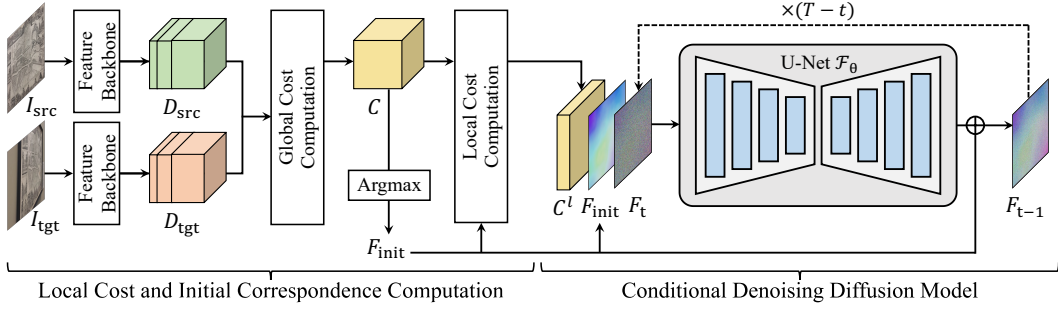 ×(T − t)
U-Net ℱθ
Feature
Backbone
Global Cost
Computation
Local Cost
Computation
I_src
D_src
C
Feature
Backbone
Argmax
I_tgt
D_tgt
F_init
C^l
F_init
F_t
F_t−1
Local Cost and Initial Correspondence Computation
Conditional Denoising Diffusion Model